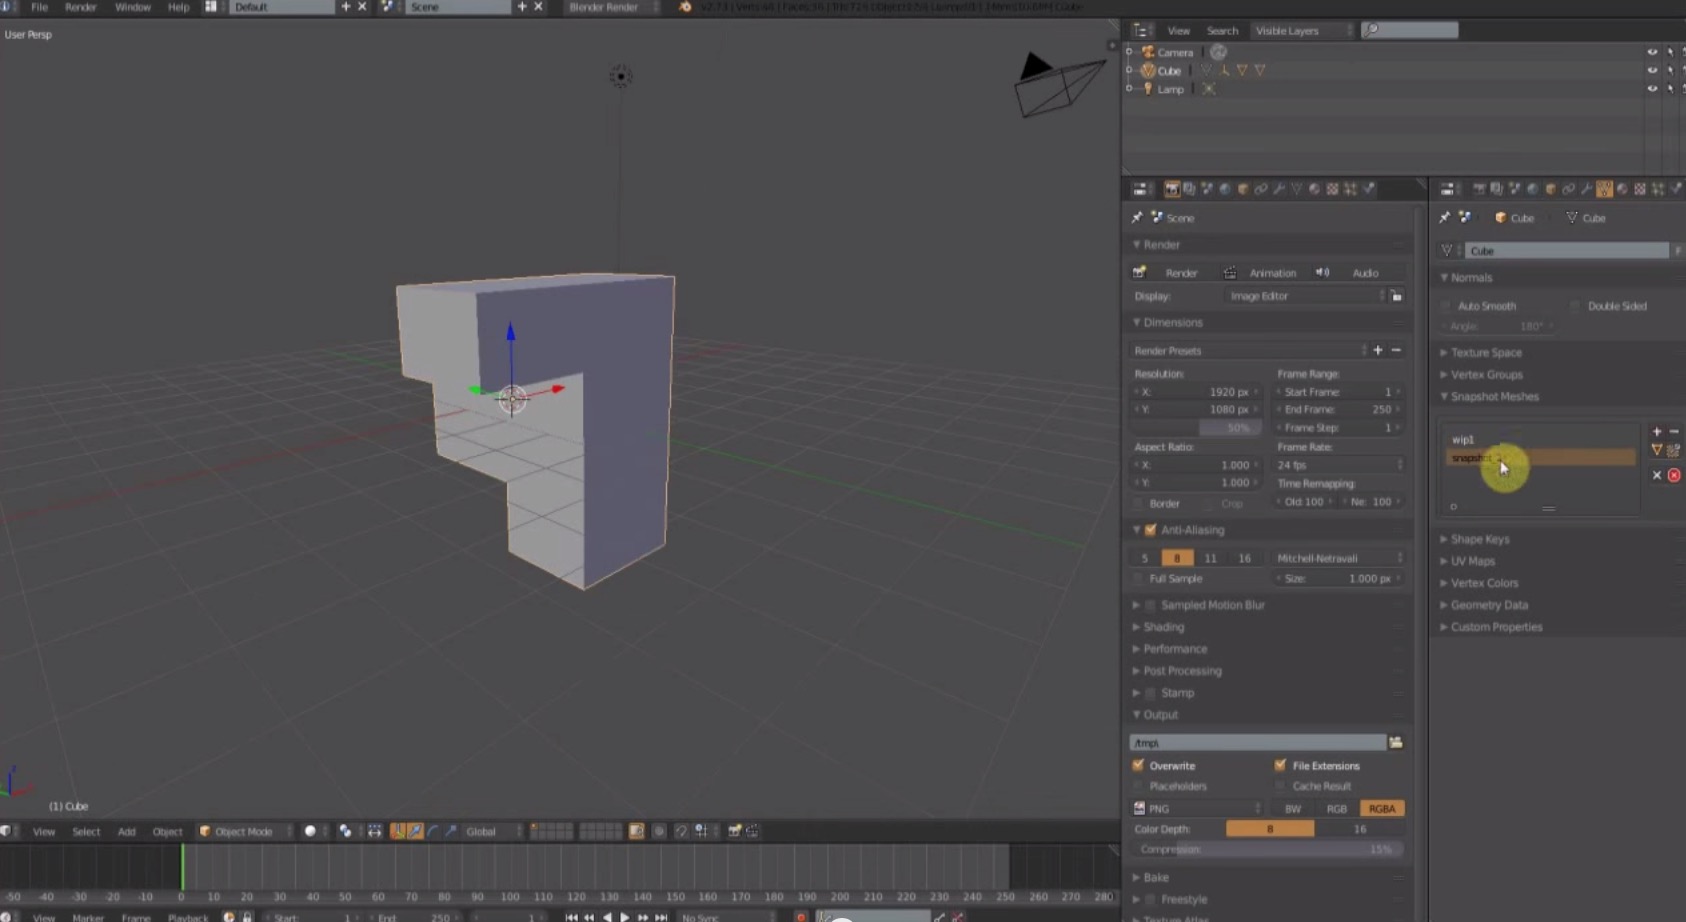 File Render Window Help Default Scene Blender Render
User Persp
(1) Cube
View Select Add Object Object Mode Global
-50 -40 -30 -20 -10 0 10 20 30 40 50 60 70 80 90 100 110 120 130 140 150 160 170 180 190 200 210 220 230 240 250 260 270 280
View Marker Frame Playback Start: 1 End: 250 1 No Sync
View Search Visible Layers
Camera
Cube
Lamp
Scene
Render
Render Animation Audio
Display: Image Editor
Dimensions
Render Presets
Resolution: Frame Range:
X: 1920 px Start Frame: 1
Y: 1080 px End Frame: 250
50% Frame Step: 1
Aspect Ratio: Frame Rate:
X: 1.000 24 fps
Y: 1.000 Time Remapping:
Border Crop Old: 100 Ne: 100
Anti-Aliasing
5 8 11 16 Mitchell-Netravali
Full Sample Size: 1.000 px
Sampled Motion Blur
Shading
Performance
Post Processing
Stamp
Output
/tmp\
Overwrite File Extensions
Placeholders Cache Result
PNG BW RGB RGBA
Color Depth: 8 16
Compression: 15%
Bake
Freestyle
Cube Cube
Cube F
Normals
Auto Smooth Double Sided
Angle: 180°
Texture Space
Vertex Groups
Snapshot Meshes
wip1
Shape Keys
UV Maps
Vertex Colors
Geometry Data
Custom Properties